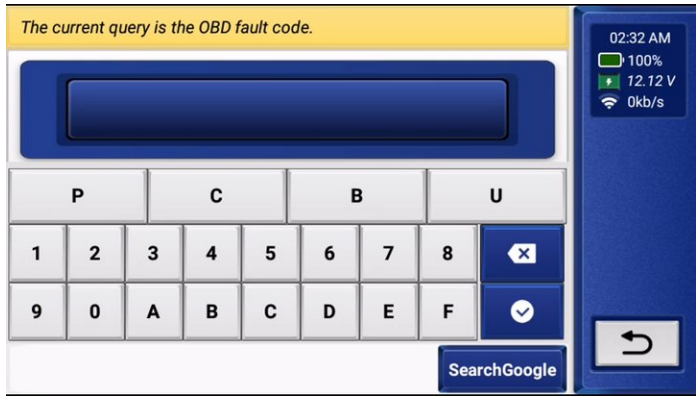 The current query is the OBD fault code.
02:32 AM
100%
12.12 V
0kb/s
P C B U
1 2 3 4 5 6 7 8
9 0 A B C D E F
SearchGoogle